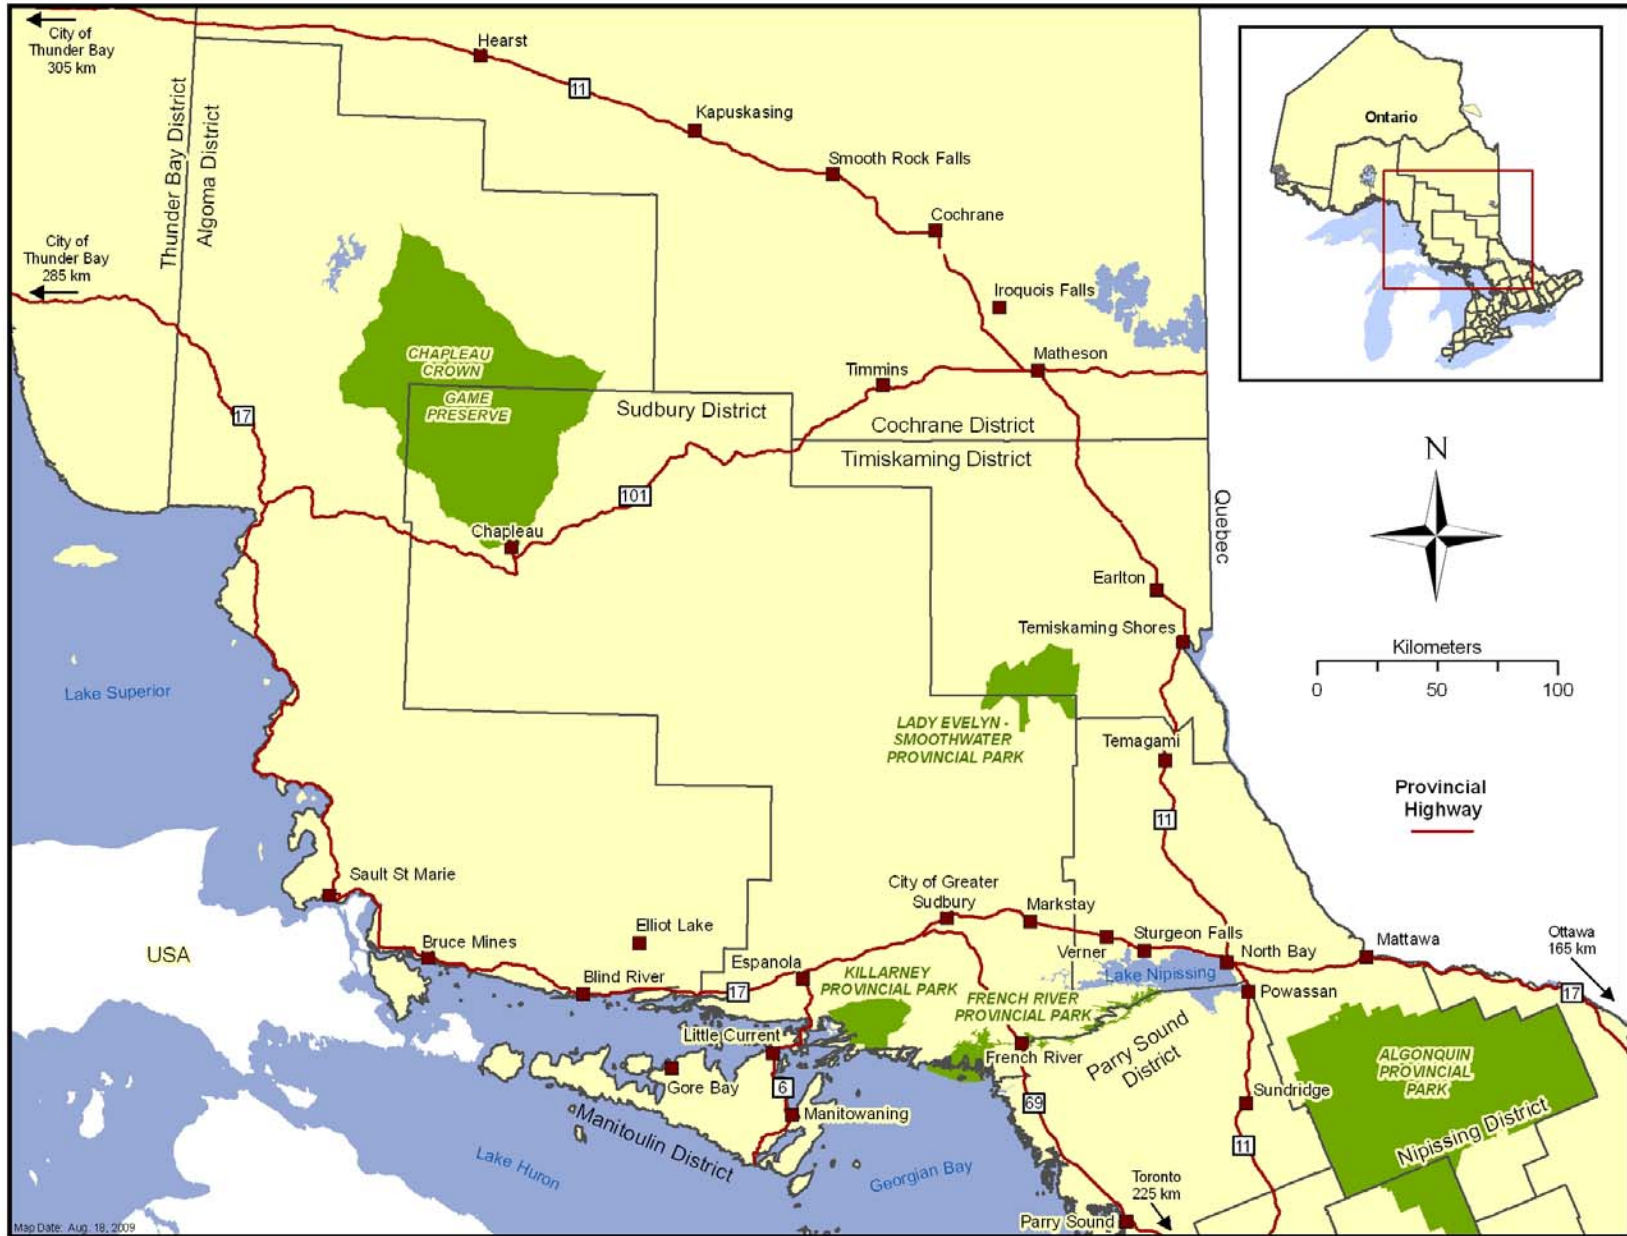 City of
Thunder Bay
305 km
Hearst
11
Kapuskasing
Smooth Rock Falls
Cochrane
Iroquois Falls
Matheson
Timmins
Thunder Bay District
Algoma District
City of
Thunder Bay
285 km
17
CHAPLEAU
CROWN
GAME
PRESERVE
Sudbury District
Cochrane District
Timiskaming District
101
Chapleau
Quebec
Earlton
Temiskaming Shores
Lake Superior
LADY EVELYN -
SMOOTHWATER
PROVINCIAL PARK
Temagami
11
Sault St Marie
USA
Bruce Mines
Elliot Lake
Blind River
17
Espanola
City of Greater
Sudbury
Markstay
Verner
Sturgeon Falls
North Bay
Mattawa
Ottawa
165 km
17
Lake Nipissing
Powassan
KILLARNEY
PROVINCIAL PARK
FRENCH RIVER
PROVINCIAL PARK
French River
Parry Sound
District
Little Current
Gore Bay
6
Manitowaning
Manitoulin District
Lake Huron
Georgian Bay
69
Sundridge
11
ALGONQUIN
PROVINCIAL
PARK
Nipissing District
Toronto
225 km
Parry Sound
Map Date: Aug. 18, 2009
Ontario
N
Kilometers
0 50 100
Provincial
Highway